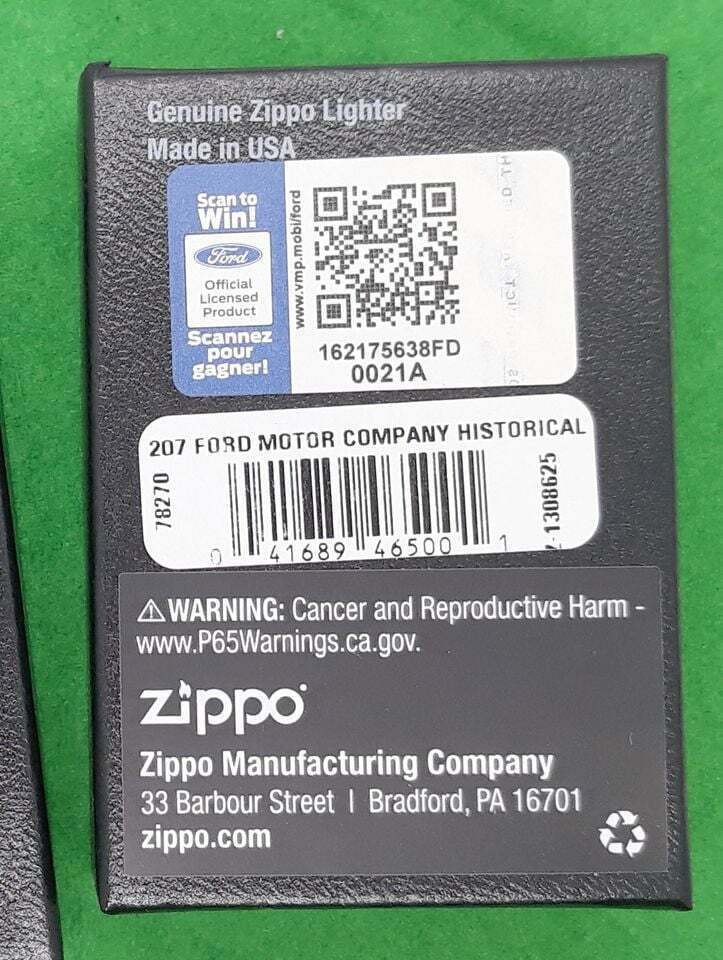 Genuine Zippo Lighter
Made in USA
Scan to
Win!
Ford
Official
Licensed
Product
Scannez
pour
gagner!
www.vmp.mobi/ford
162175638FD
0021A
207 FORD MOTOR COMPANY HISTORICAL
78270
0 41689 46500 1
-1308625
⚠WARNING: Cancer and Reproductive Harm -
www.P65Warnings.ca.gov.
zippo
Zippo Manufacturing Company
33 Barbour Street | Bradford, PA 16701
zippo.com